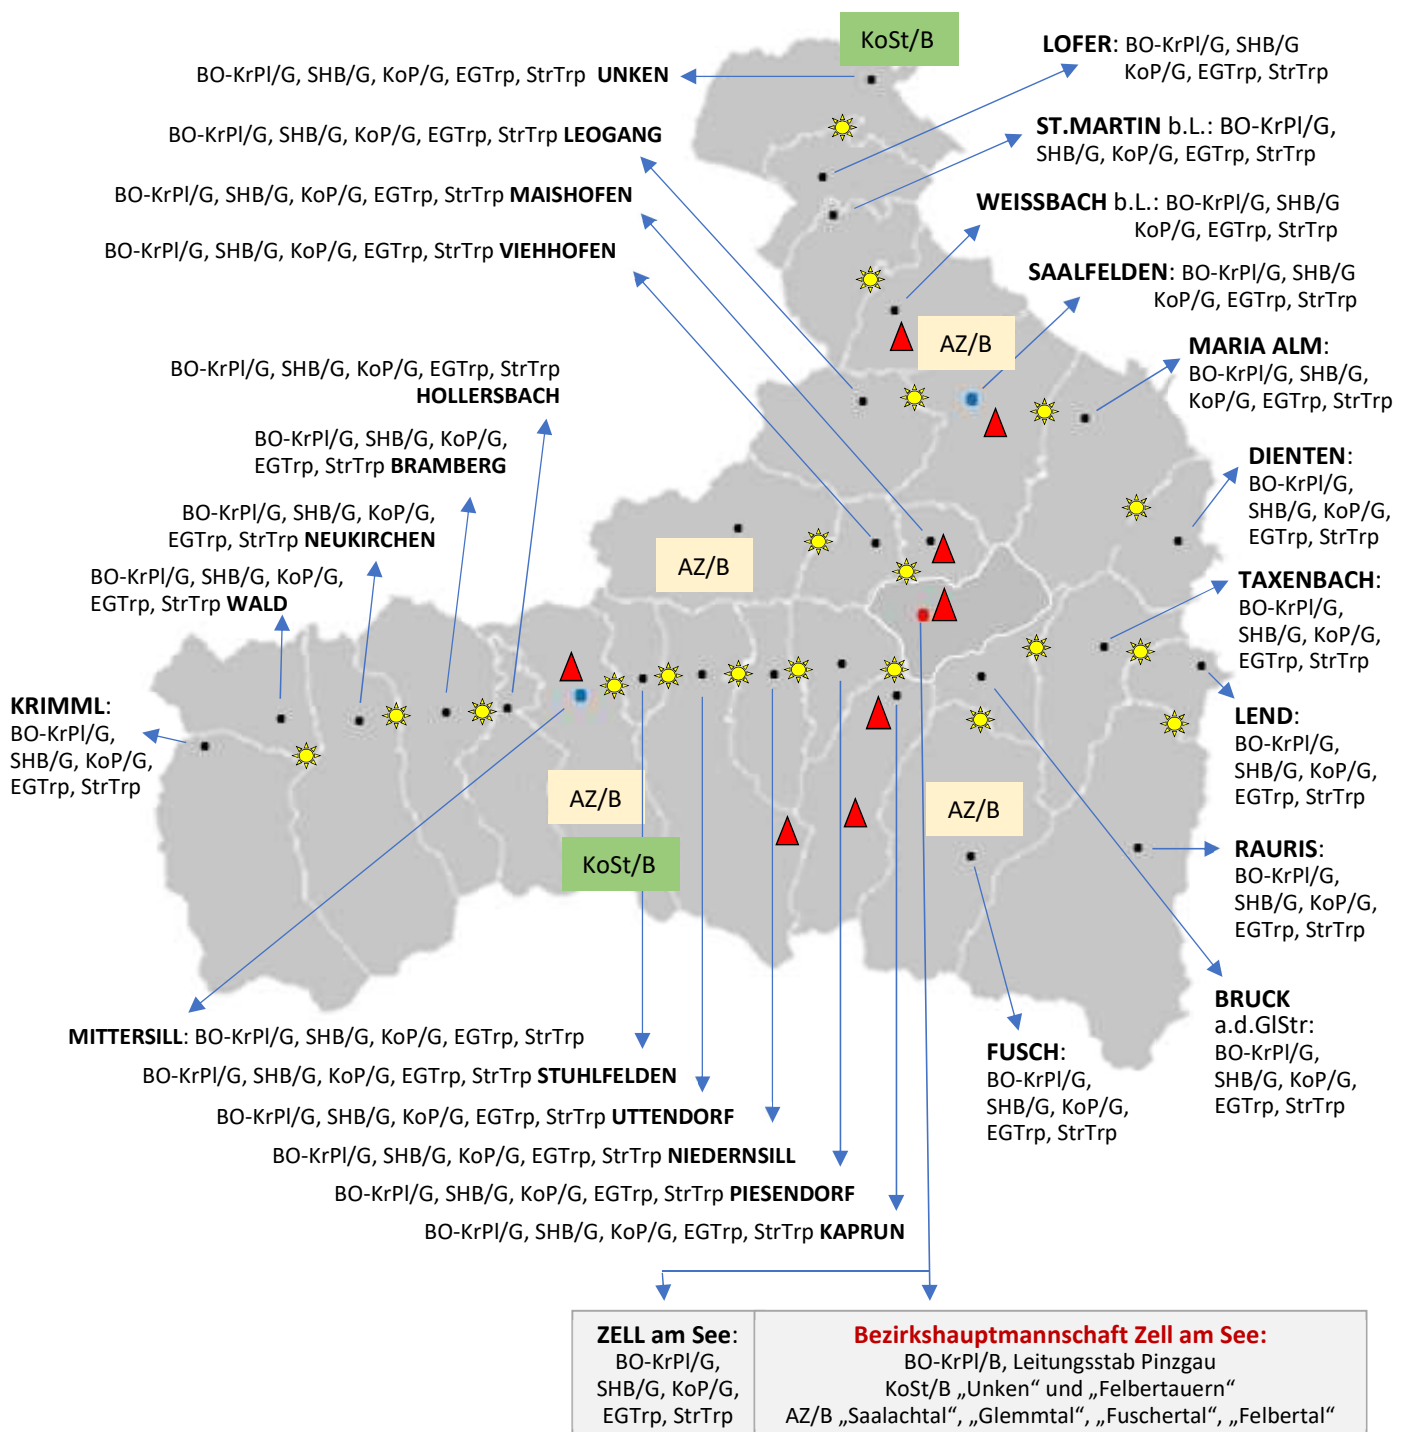 KoSt/B
BO-KrPl/G, SHB/G, KoP/G, EGTrp, StrTrp UNKEN
LOFER: BO-KrPl/G, SHB/G
KoP/G, EGTrp, StrTrp
BO-KrPl/G, SHB/G, KoP/G, EGTrp, StrTrp LEOGANG
ST.MARTIN b.L.: BO-KrPl/G,
SHB/G, KoP/G, EGTrp, StrTrp
BO-KrPl/G, SHB/G, KoP/G, EGTrp, StrTrp MAISHOFEN
WEISSBACH b.L.: BO-KrPl/G, SHB/G
KoP/G, EGTrp, StrTrp
BO-KrPl/G, SHB/G, KoP/G, EGTrp, StrTrp VIEHHOFEN
SAALFELDEN: BO-KrPl/G, SHB/G
KoP/G, EGTrp, StrTrp
AZ/B
MARIA ALM:
BO-KrPl/G, SHB/G,
KoP/G, EGTrp, StrTrp
BO-KrPl/G, SHB/G, KoP/G, EGTrp, StrTrp
HOLLERSBACH
BO-KrPl/G, SHB/G, KoP/G,
EGTrp, StrTrp BRAMBERG
DIENTEN:
BO-KrPl/G,
SHB/G, KoP/G,
EGTrp, StrTrp
BO-KrPl/G, SHB/G, KoP/G,
EGTrp, StrTrp NEUKIRCHEN
AZ/B
BO-KrPl/G, SHB/G, KoP/G,
EGTrp, StrTrp WALD
TAXENBACH:
BO-KrPl/G,
SHB/G, KoP/G,
EGTrp, StrTrp
KRIMML:
BO-KrPl/G,
SHB/G, KoP/G,
EGTrp, StrTrp
LEND:
BO-KrPl/G,
SHB/G, KoP/G,
EGTrp, StrTrp
AZ/B
AZ/B
KoSt/B
RAURIS:
BO-KrPl/G,
SHB/G, KoP/G,
EGTrp, StrTrp
BRUCK
a.d.GlStr:
BO-KrPl/G,
SHB/G, KoP/G,
EGTrp, StrTrp
FUSCH:
BO-KrPl/G,
SHB/G, KoP/G,
EGTrp, StrTrp
MITTERSILL: BO-KrPl/G, SHB/G, KoP/G, EGTrp, StrTrp
BO-KrPl/G, SHB/G, KoP/G, EGTrp, StrTrp STUHLFELDEN
BO-KrPl/G, SHB/G, KoP/G, EGTrp, StrTrp UTTENDORF
BO-KrPl/G, SHB/G, KoP/G, EGTrp, StrTrp NIEDERNSILL
BO-KrPl/G, SHB/G, KoP/G, EGTrp, StrTrp PIESENDORF
BO-KrPl/G, SHB/G, KoP/G, EGTrp, StrTrp KAPRUN
ZELL am See:
BO-KrPl/G,
SHB/G, KoP/G,
EGTrp, StrTrp
Bezirkshauptmannschaft Zell am See:
BO-KrPl/B, Leitungsstab Pinzgau
KoSt/B „Unken“ und „Felbertauern“
AZ/B „Saalachtal“, „Glemmtal“, „Fuschertal“, „Felbertal“